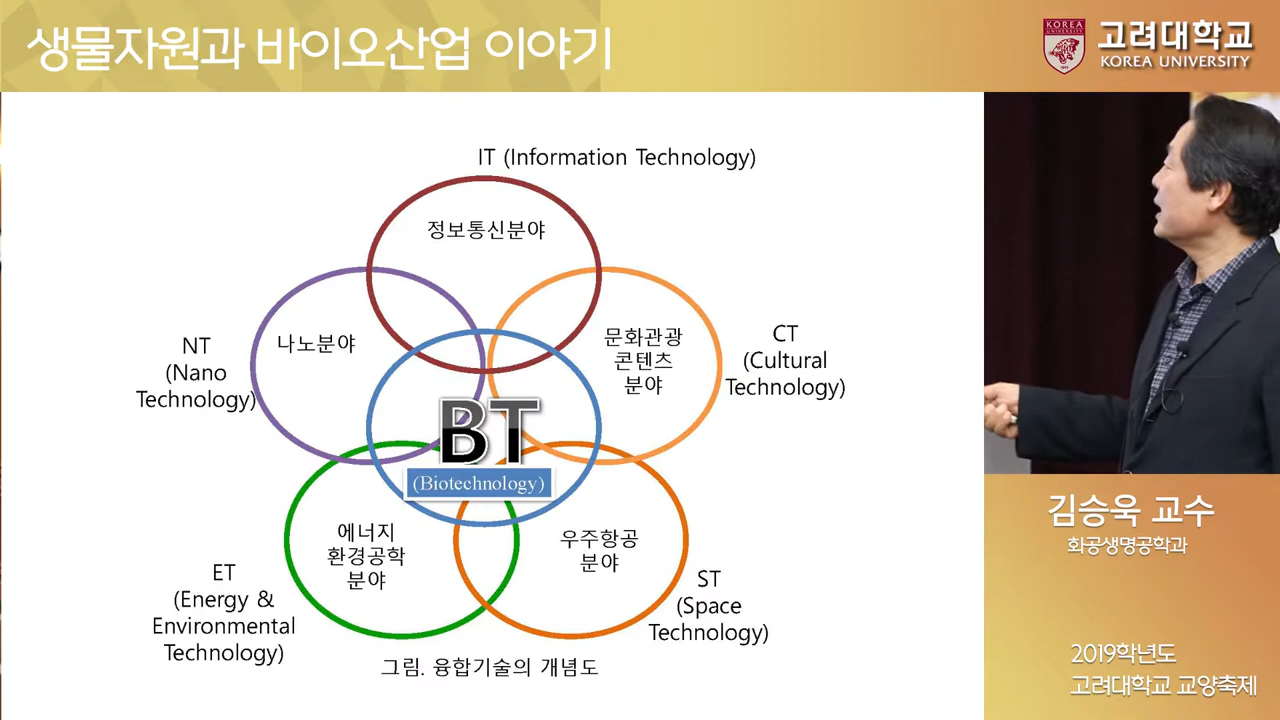 생물자원과 바이오산업 이야기
고려대학교
KOREA UNIVERSITY
KOREA
UNIVERSITY
IT (Information Technology)
정보통신분야
나노분야
NT
(Nano
Technology)
문화관광
콘텐츠
분야
CT
(Cultural
Technology)
BT
(Biotechnology)
에너지
환경공학
분야
ET
(Energy &
Environmental
Technology)
우주항공
분야
ST
(Space
Technology)
그림. 융합기술의 개념도
김승욱 교수
화공생명공학과
2019학년도
고려대학교 교양축제